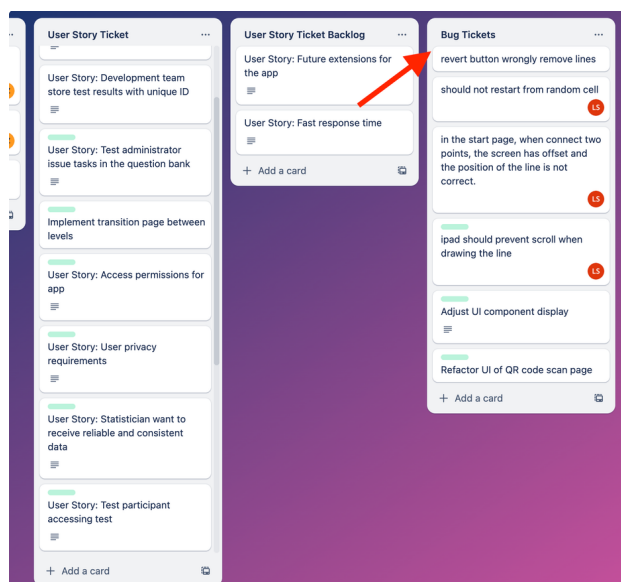 User Story Ticket
User Story: Development team
store test results with unique ID
User Story: Test administrator
issue tasks in the question bank
Implement transition page between
levels
User Story: Access permissions for
app
User Story: User privacy
requirements
User Story: Statistician want to
receive reliable and consistent
data
User Story: Test participant
accessing test
+ Add a card
User Story Ticket Backlog
User Story: Future extensions for
the app
User Story: Fast response time
+ Add a card
Bug Tickets
revert button wrongly remove lines
should not restart from random cell
LS
in the start page, when connect two
points, the screen has offset and
the position of the line is not
correct.
LS
ipad should prevent scroll when
drawing the line
LS
Adjust UI component display
Refactor UI of QR code scan page
+ Add a card